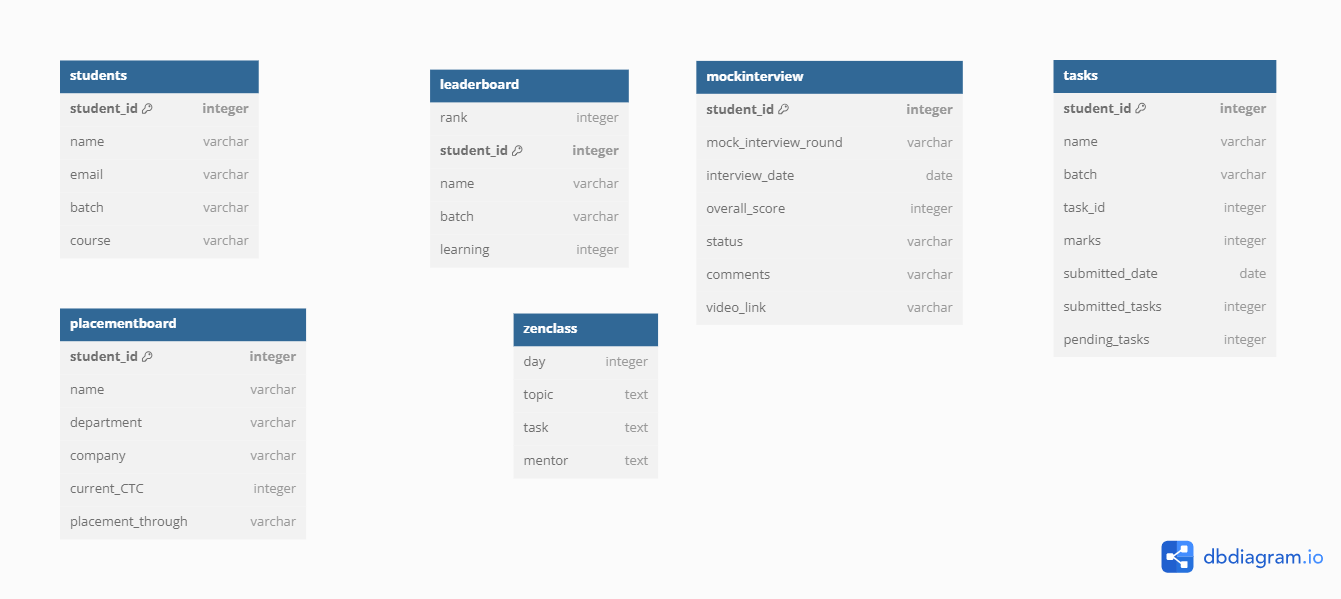 students
student_id integer
name varchar
email varchar
batch varchar
course varchar
leaderboard
rank integer
student_id integer
name varchar
batch varchar
learning integer
mockinterview
student_id integer
mock_interview_round varchar
interview_date date
overall_score integer
status varchar
comments varchar
video_link varchar
tasks
student_id integer
name varchar
batch varchar
task_id integer
marks integer
submitted_date date
submitted_tasks integer
pending_tasks integer
placementboard
student_id integer
name varchar
department varchar
company varchar
current_CTC integer
placement_through varchar
zenclass
day integer
topic text
task text
mentor text
dbdiagram.io